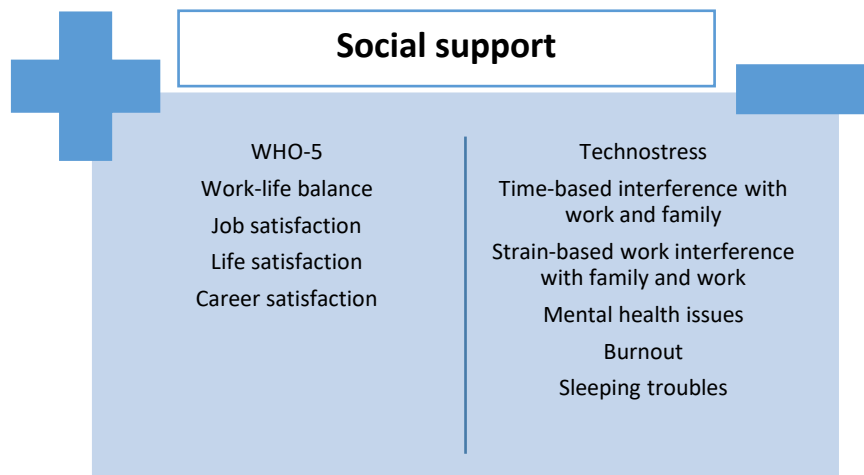 Social support
WHO-5
Work-life balance
Job satisfaction
Life satisfaction
Career satisfaction
Technostress
Time-based interference with
work and family
Strain-based work interference
with family and work
Mental health issues
Burnout
Sleeping troubles